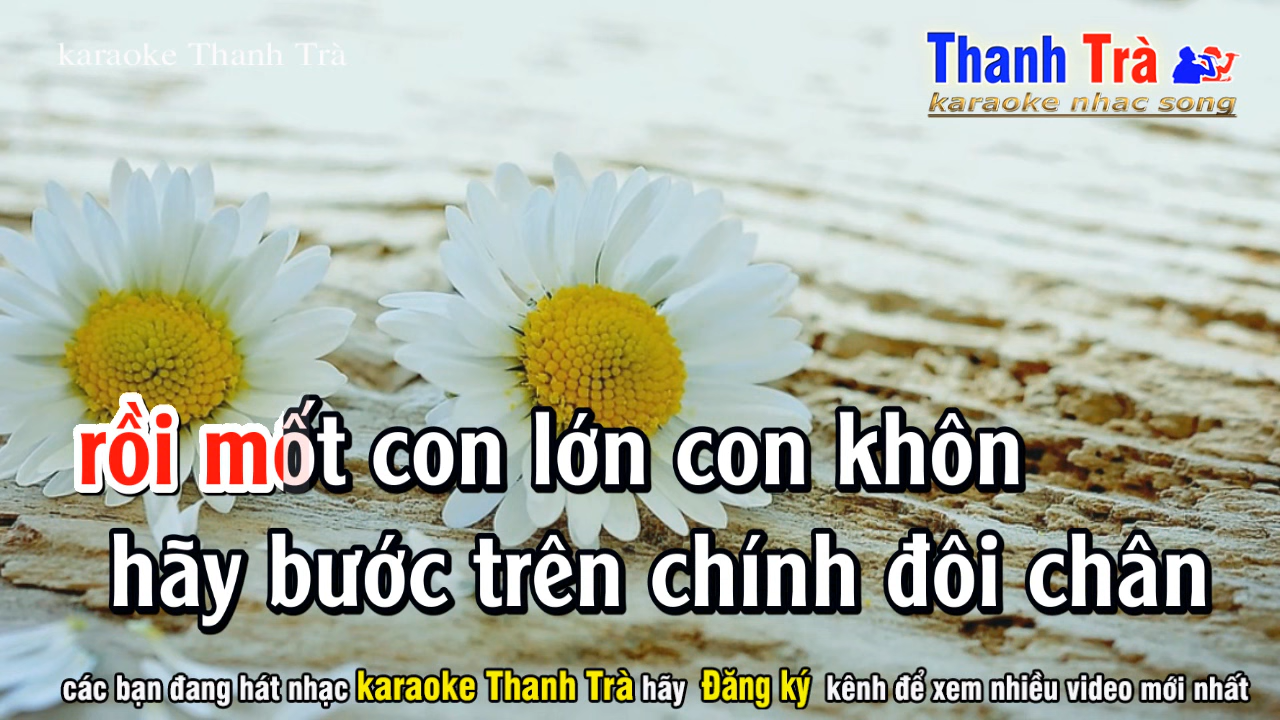 karaoke Thanh Trà
Thanh Trà
karaoke nhac song
rồi mốt con lớn con khôn
hãy bước trên chính đôi chân
các bạn đang hát nhạc karaoke Thanh Trà hãy Đăng ký kênh để xem nhiều video mới nhất